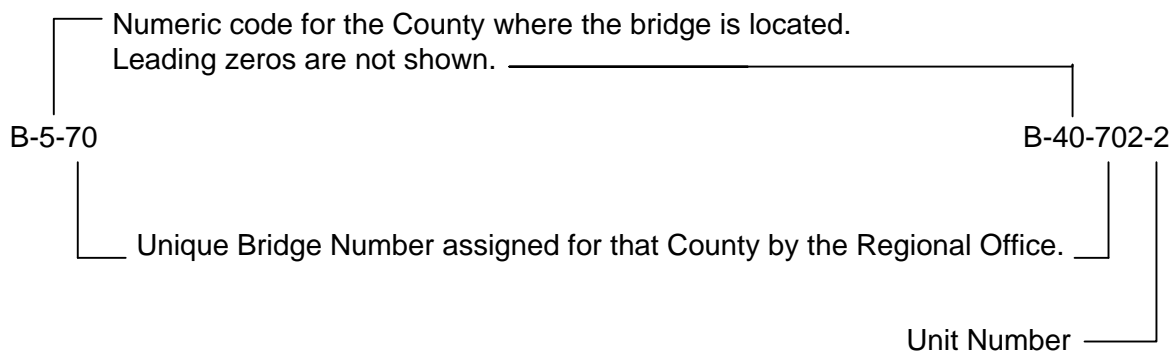 Numeric code for the County where the bridge is located.
Leading zeros are not shown.
B-5-70
B-40-702-2
Unique Bridge Number assigned for that County by the Regional Office.
Unit Number